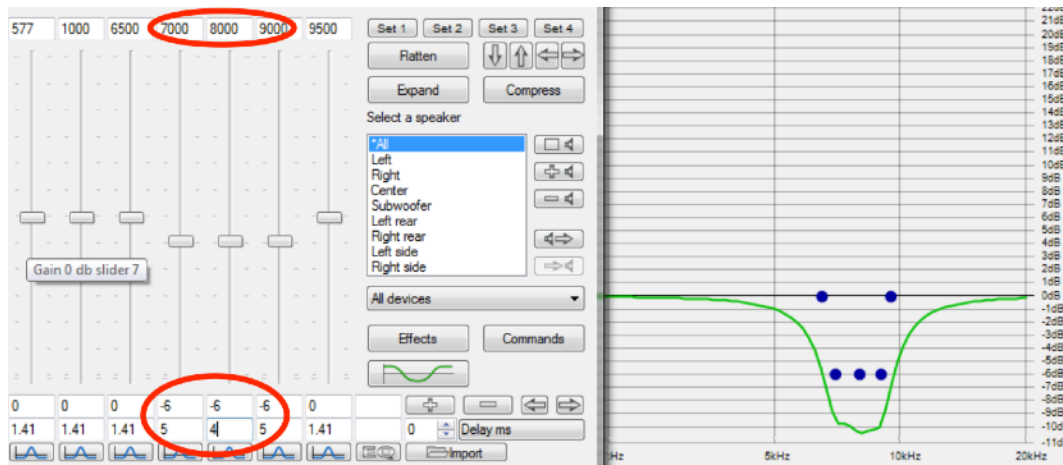 577 1000 6500 7000 8000 9000 9500
Set 1 Set 2 Set 3 Set 4
Flatten
Expand Compress
Select a speaker
*All
Left
Right
Center
Subwoofer
Left rear
Right rear
Left side
Right side
Gain 0 db slider 7
All devices
Effects Commands
0 0 0 -6 -6 -6 0
1.41 1.41 1.41 5 4 5 1.41 0 Delay ms
EQ Import
21dB
20dB
19dB
18dB
17dB
16dB
15dB
14dB
13dB
12dB
11dB
10dB
9dB
8dB
7dB
6dB
5dB
4dB
3dB
2dB
1dB
0dB
-1dB
-2dB
-3dB
-4dB
-5dB
-6dB
-7dB
-8dB
-9dB
-10d
-11d
Hz 5kHz 10kHz 20kHz